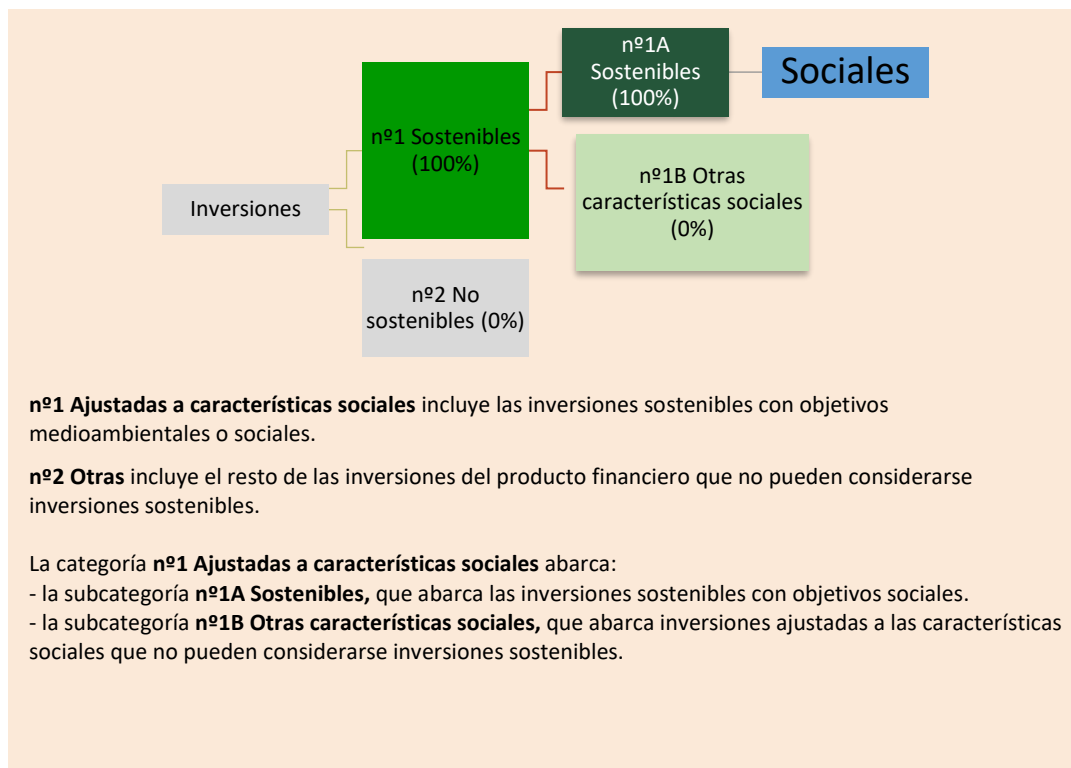 nº1A
Sostenibles
(100%)
Sociales
nº1 Sostenibles
(100%)
nº1B Otras
características sociales
(0%)
Inversiones
nº2 No
sostenibles (0%)
nº1 Ajustadas a características sociales incluye las inversiones sostenibles con objetivos
medioambientales o sociales.
nº2 Otras incluye el resto de las inversiones del producto financiero que no pueden considerarse
inversiones sostenibles.
La categoría nº1 Ajustadas a características sociales abarca:
- la subcategoría nº1A Sostenibles, que abarca las inversiones sostenibles con objetivos sociales.
- la subcategoría nº1B Otras características sociales, que abarca inversiones ajustadas a las características
sociales que no pueden considerarse inversiones sostenibles.